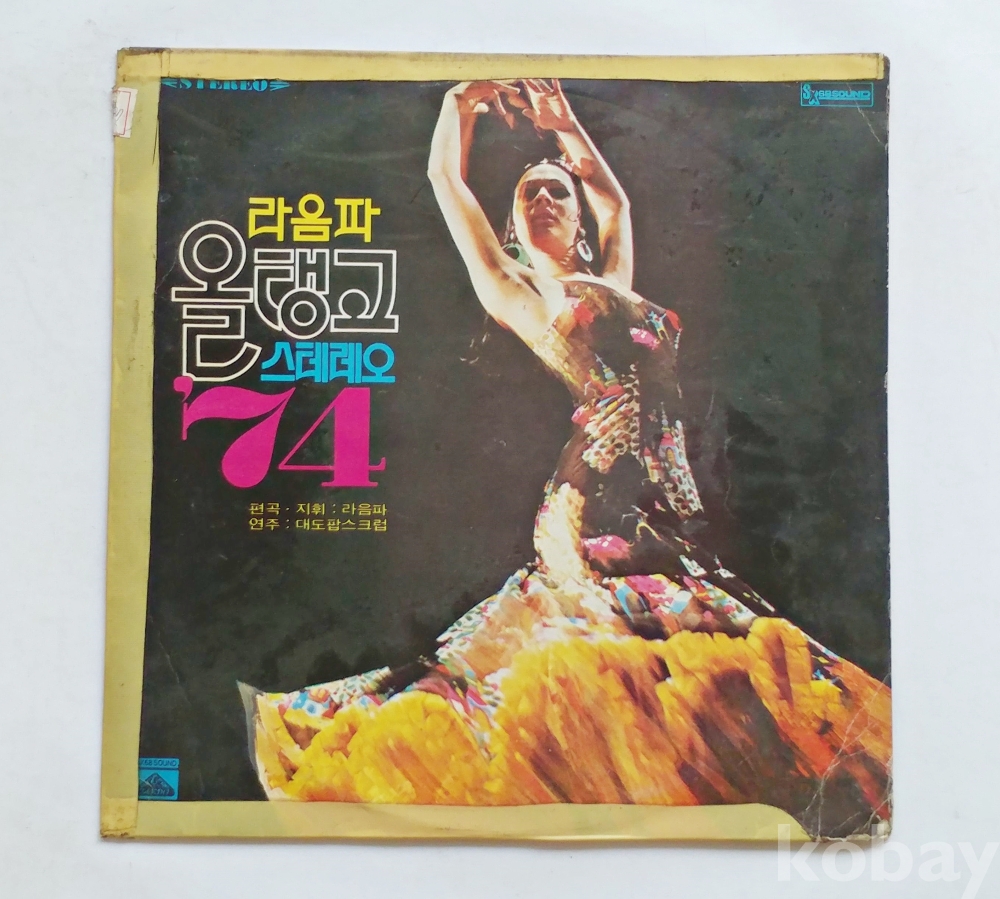 STEREO
라음파
올탱고
스테레오
'74
편곡 · 지휘 : 라음파
연주 : 대도팝스크럽
kobay